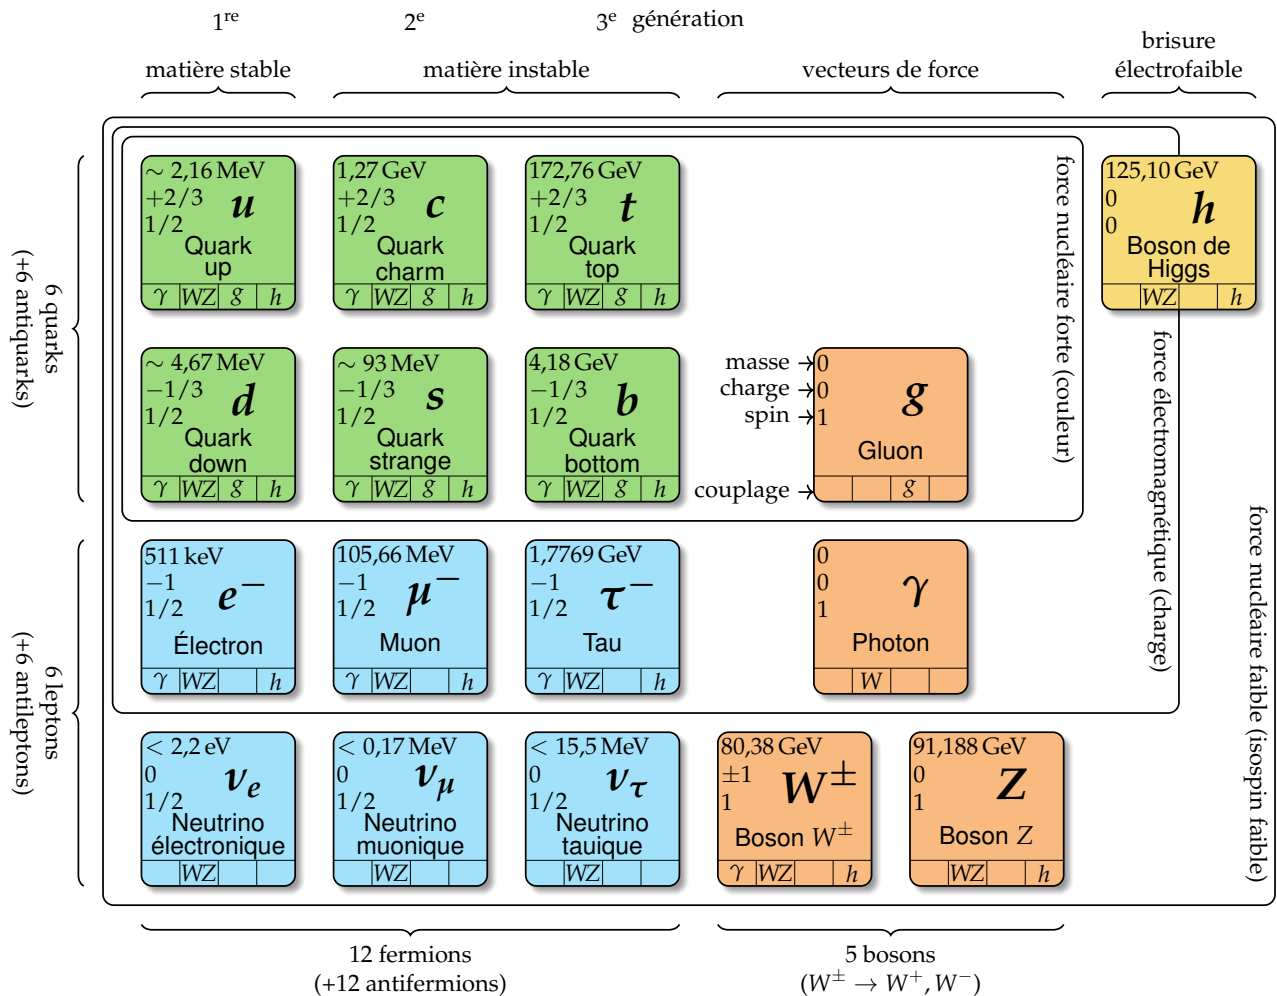 1re 2e 3e génération
matière stable
matière instable
vecteurs de force
brisure
électrofaible
6 quarks
(+6 antiquarks)
∼ 2,16 MeV
+2/3
1/2
u
Quark
up
γ WZ g h
1,27 GeV
+2/3
1/2
c
Quark
charm
γ WZ g h
172,76 GeV
+2/3
1/2
t
Quark
top
γ WZ g h
force nucléaire forte (couleur)
125,10 GeV
0
0
h
Boson de
Higgs
WZ h
∼ 4,67 MeV
−1/3
1/2
d
Quark
down
γ WZ g h
∼ 93 MeV
−1/3
1/2
s
Quark
strange
γ WZ g h
4,18 GeV
−1/3
1/2
b
Quark
bottom
γ WZ g h
masse → 0
charge → 0
spin → 1
g
Gluon
couplage → g
force électromagnétique (charge)
force nucléaire faible (isospin faible)
6 leptons
(+6 antileptons)
511 keV
−1
1/2
e−
Électron
γ WZ h
105,66 MeV
−1
1/2
μ−
Muon
γ WZ h
1,7769 GeV
−1
1/2
τ−
Tau
γ WZ h
0
0
1
γ
Photon
W
< 2,2 eV
0
1/2
νe
Neutrino
électronique
WZ
< 0,17 MeV
0
1/2
νμ
Neutrino
muonique
WZ
< 15,5 MeV
0
1/2
ντ
Neutrino
tauique
WZ
80,38 GeV
±1
1
W±
Boson W±
γ WZ h
91,188 GeV
0
1
Z
Boson Z
WZ h
12 fermions
(+12 antifermions)
5 bosons
(W± → W+, W−)